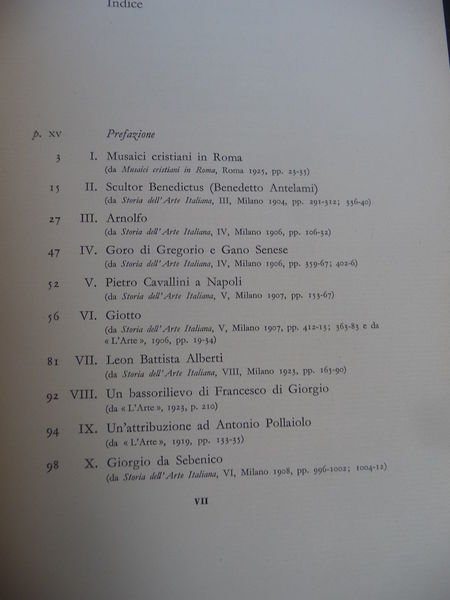 Indice
p. XV Prefazione
3 I. Musaici cristiani in Roma
(da Musaici cristiani in Roma, Roma 1925, pp. 23-35)
15 II. Scultor Benedictus (Benedetto Antelami)
(da Storia dell'Arte Italiana, III, Milano 1904, pp. 291-312; 336-40)
27 III. Arnolfo
(da Storia dell'Arte Italiana, IV, Milano 1906, pp. 106-32)
47 IV. Goro di Gregorio e Gano Senese
(da Storia dell'Arte Italiana, IV, Milano 1906, pp. 359-67; 402-6)
52 V. Pietro Cavallini a Napoli
(da Storia dell'Arte Italiana, V, Milano 1907, pp. 153-67)
56 VI. Giotto
(da Storia dell'Arte Italiana, V, Milano 1907, pp. 412-13; 363-83 e da
« L'Arte », 1906, pp. 19-34)
81 VII. Leon Battista Alberti
(da Storia dell'Arte Italiana, VIII, Milano 1923, pp. 163-90)
92 VIII. Un bassorilievo di Francesco di Giorgio
(da « L'Arte », 1923, p. 210)
94 IX. Un'attribuzione ad Antonio Pollaiolo
(da « L'Arte », 1919, pp. 133-35)
98 X. Giorgio da Sebenico
(da Storia dell'Arte Italiana, VI, Milano 1908, pp. 996-1002; 1004-12)
VII